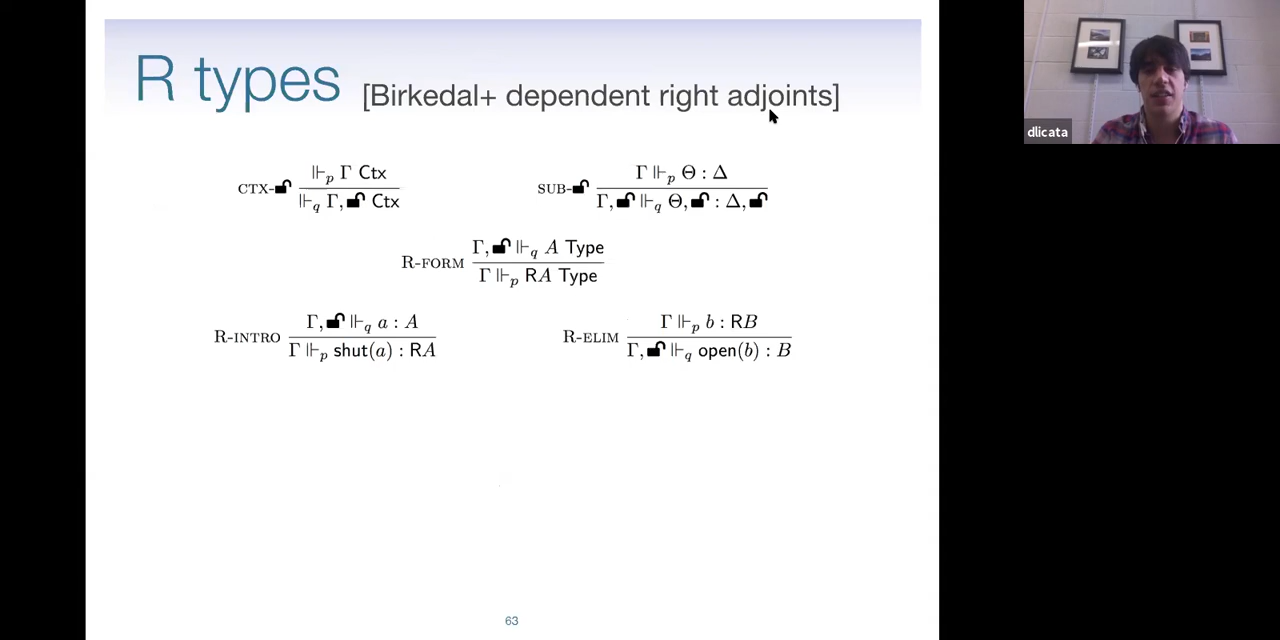 R types [Birkedal+ dependent right adjoints]
dlicata
CTX-🔓 ⊩p Γ Ctx
⊩q Γ,🔓 Ctx
SUB-🔓 Γ ⊩p Θ : Δ
Γ,🔓 ⊩q Θ,🔓 : Δ,🔓
R-FORM Γ,🔓 ⊩q A Type
Γ ⊩p RA Type
R-INTRO Γ,🔓 ⊩q a : A
Γ ⊩p shut(a) : RA
R-ELIM Γ ⊩p b : RB
Γ,🔓 ⊩q open(b) : B
63